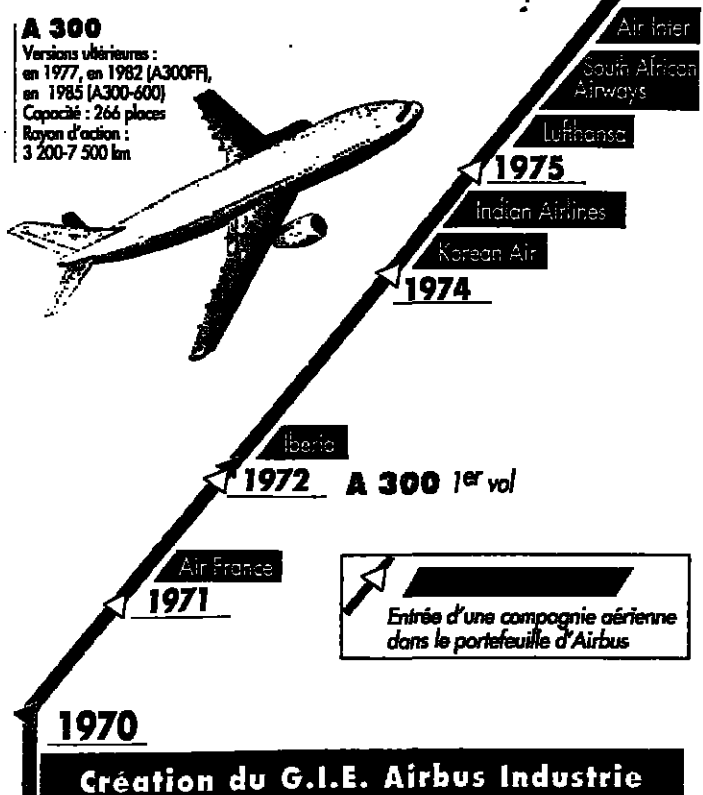 A 300
Versions ultérieures :
en 1977, en 1982 (A300FF),
en 1985 (A300-600)
Capacité : 266 places
Rayon d'action :
3 200-7 500 km
Air Inter
South African
Airways
Lufthansa
1975
Indian Airlines
Korean Air
1974
Iberia
1972 A 300 1er vol
Air France
1971
Entrée d'une compagnie aérienne
dans le portefeuille d'Airbus
1970
Création du G.I.E. Airbus Industrie